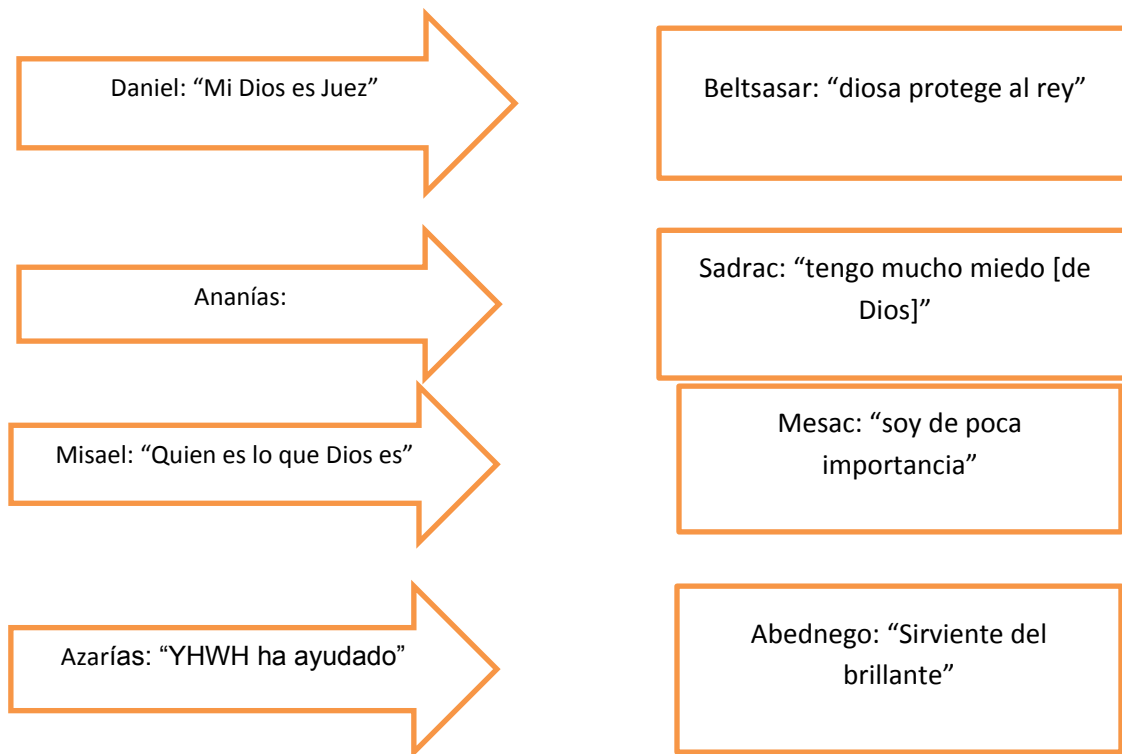 Daniel: “Mi Dios es Juez”
Beltsasar: “diosa protege al rey”
Ananías:
Sadrac: “tengo mucho miedo [de
Dios]”
Misael: “Quien es lo que Dios es”
Mesac: “soy de poca
importancia”
Azarías: “YHWH ha ayudado”
Abednego: “Sirviente del
brillante”